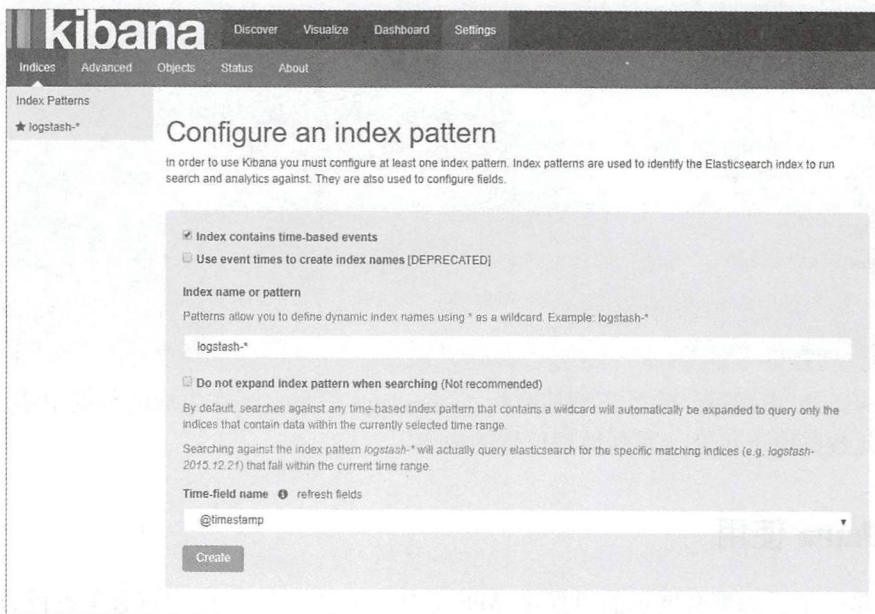 kibana
Discover Visualize Dashboard Settings
Indices Advanced Objects Status About
Index Patterns
★ logstash-*
Configure an index pattern
In order to use Kibana you must configure at least one index pattern. Index patterns are used to identify the Elasticsearch index to run
search and analytics against. They are also used to configure fields.
Index contains time-based events
Use event times to create index names [DEPRECATED]
Index name or pattern
Patterns allow you to define dynamic index names using * as a wildcard. Example: logstash-*
logstash-*
Do not expand index pattern when searching (Not recommended)
By default, searches against any time-based index pattern that contains a wildcard will automatically be expanded to query only the
indices that contain data within the currently selected time range.
Searching against the index pattern logstash-* will actually query elasticsearch for the specific matching indices (e.g. logstash-
2015.12.21) that fall within the current time range.
Time-field name refresh fields
@timestamp
Create